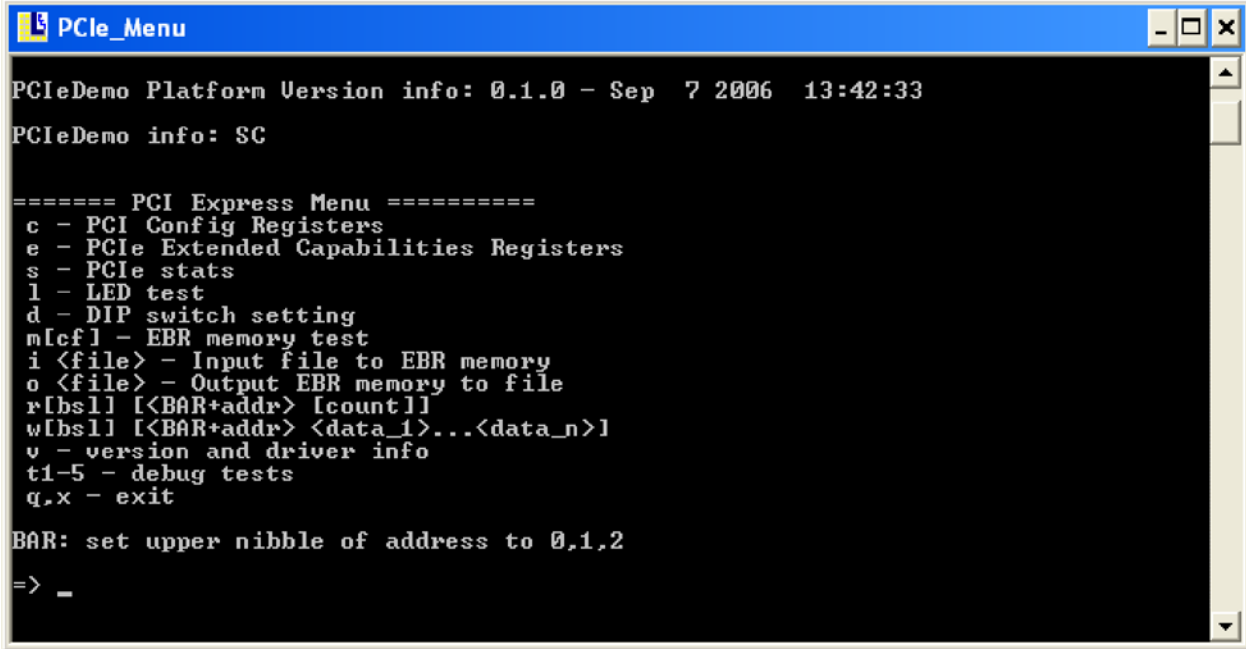 PCIe_Menu
PCIeDemo Platform Version info: 0.1.0 - Sep  7 2006  13:42:33
PCIeDemo info: SC
======= PCI Express Menu ==========
c - PCI Config Registers
e - PCIe Extended Capabilities Registers
s - PCIe stats
l - LED test
d - DIP switch setting
m[cf] - EBR memory test
i <file> - Input file to EBR memory
o <file> - Output EBR memory to file
r[bsl] [<BAR+addr> [count]]
w[bsl] [<BAR+addr> <data_1>...<data_n>]
v - version and driver info
t1-5 - debug tests
q,x - exit
BAR: set upper nibble of address to 0,1,2
=> _